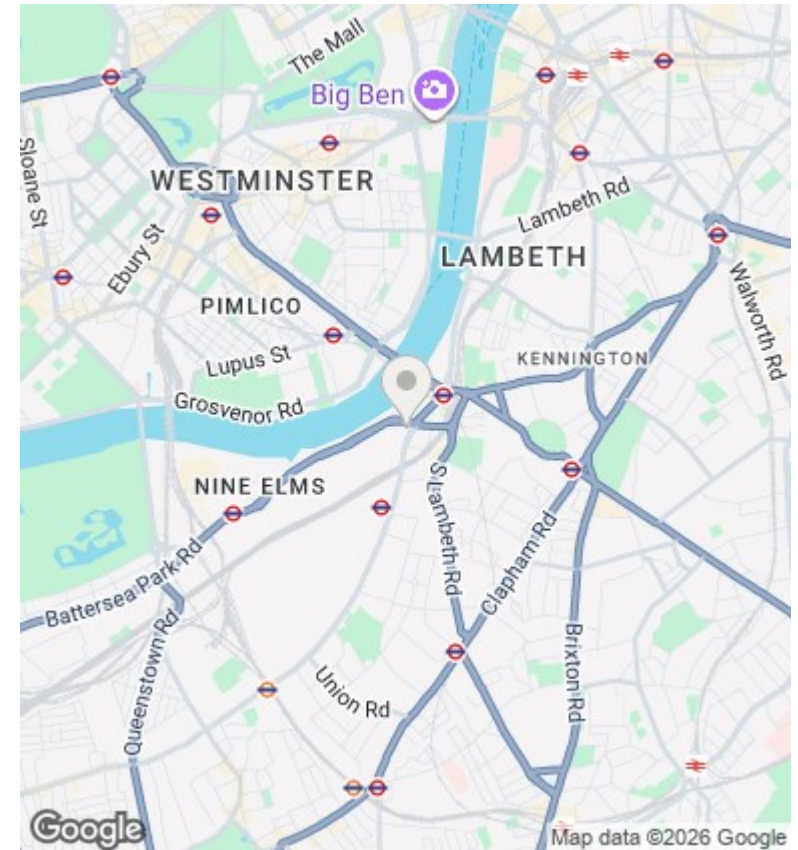 The Mall
Big Ben
Sloane St
WESTMINSTER
Lambeth Rd
Ebury St
LAMBETH
Walworth Rd
PIMLICO
KENNINGTON
Lupus St
Grosvenor Rd
NINE ELMS
S Lambeth Rd
Clapham Rd
Battersea Park Rd
Brixton Rd
Queenstown Rd
Union Rd
Google
Map data ©2026 Google